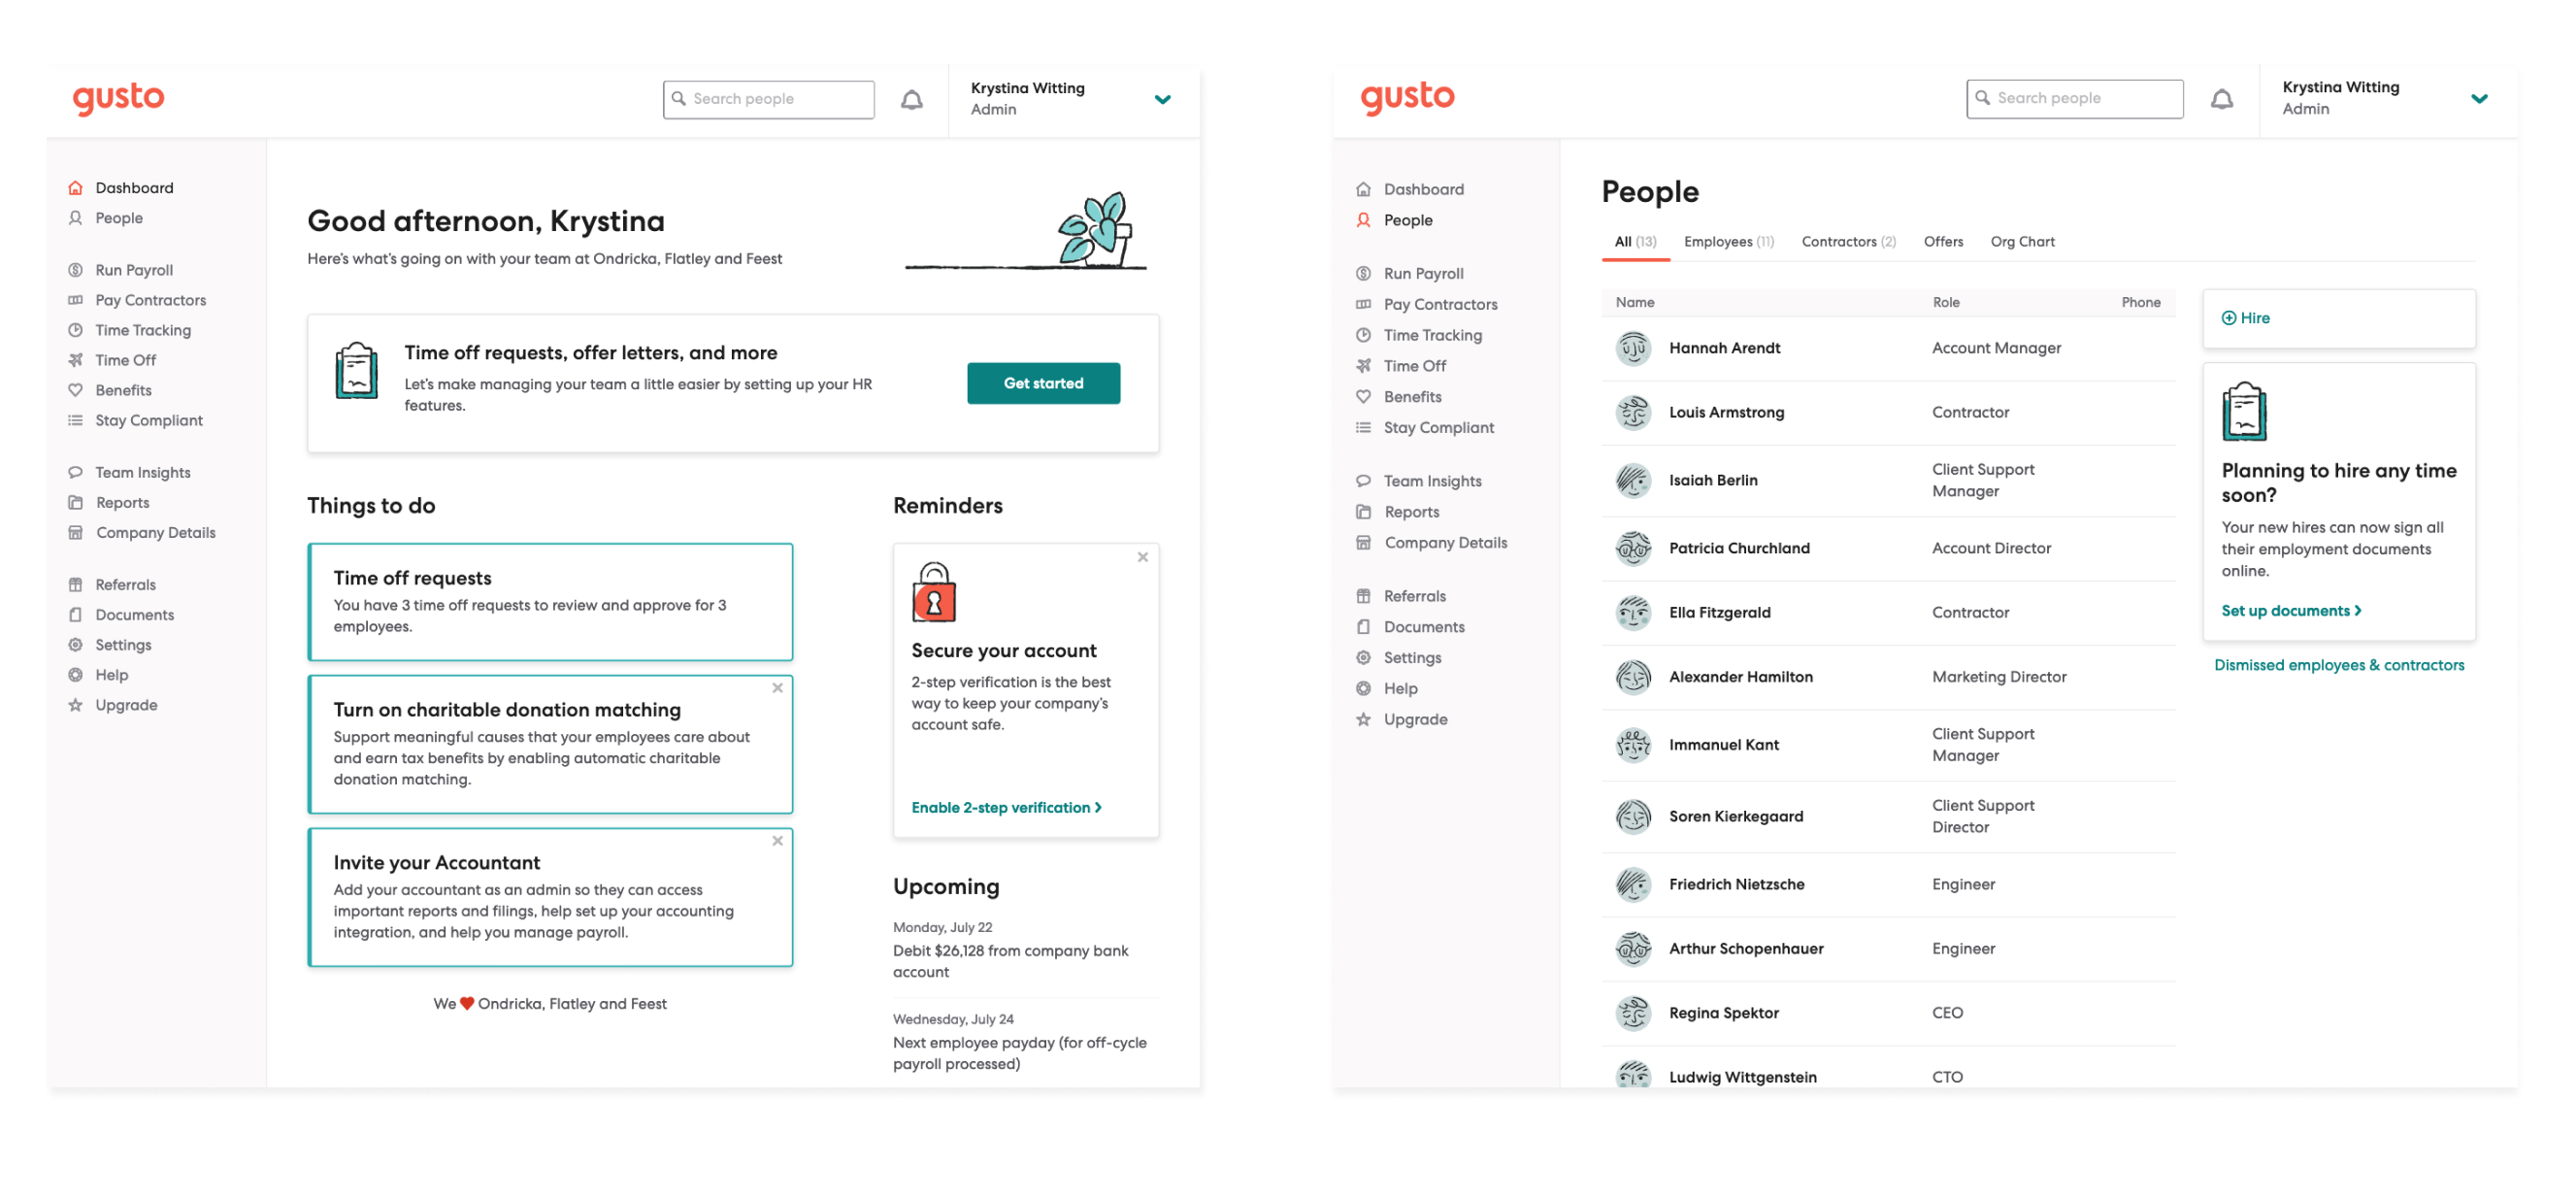 gusto
Search people
Krystina Witting
Admin
Dashboard
People
Run Payroll
Pay Contractors
Time Tracking
Time Off
Benefits
Stay Compliant
Team Insights
Reports
Company Details
Referrals
Documents
Settings
Help
Upgrade
Good afternoon, Krystina
Here's what's going on with your team at Ondricka, Flatley and Feest
Time off requests, offer letters, and more
Let's make managing your team a little easier by setting up your HR
features.
Get started
Things to do
Time off requests
You have 3 time off requests to review and approve for 3
employees.
Turn on charitable donation matching
Support meaningful causes that your employees care about
and earn tax benefits by enabling automatic charitable
donation matching.
Invite your Accountant
Add your accountant as an admin so they can access
important reports and filings, help set up your accounting
integration, and help you manage payroll.
We ❤ Ondricka, Flatley and Feest
Reminders
Secure your account
2-step verification is the best
way to keep your company's
account safe.
Enable 2-step verification
Upcoming
Monday, July 22
Debit $26,128 from company bank
account
Wednesday, July 24
Next employee payday (for off-cycle
payroll processed)
gusto
Search people
Krystina Witting
Admin
Dashboard
People
Run Payroll
Pay Contractors
Time Tracking
Time Off
Benefits
Stay Compliant
Team Insights
Reports
Company Details
Referrals
Documents
Settings
Help
Upgrade
People
All (13) Employees (11) Contractors (2) Offers Org Chart
Name Role Phone
Hannah Arendt Account Manager
Louis Armstrong Contractor
Isaiah Berlin Client Support
Manager
Patricia Churchland Account Director
Ella Fitzgerald Contractor
Alexander Hamilton Marketing Director
Immanuel Kant Client Support
Manager
Soren Kierkegaard Client Support
Director
Friedrich Nietzsche Engineer
Arthur Schopenhauer Engineer
Regina Spektor CEO
Ludwig Wittgenstein CTO
Hire
Planning to hire any time
soon?
Your new hires can now sign all
their employment documents
online.
Set up documents
Dismissed employees & contractors